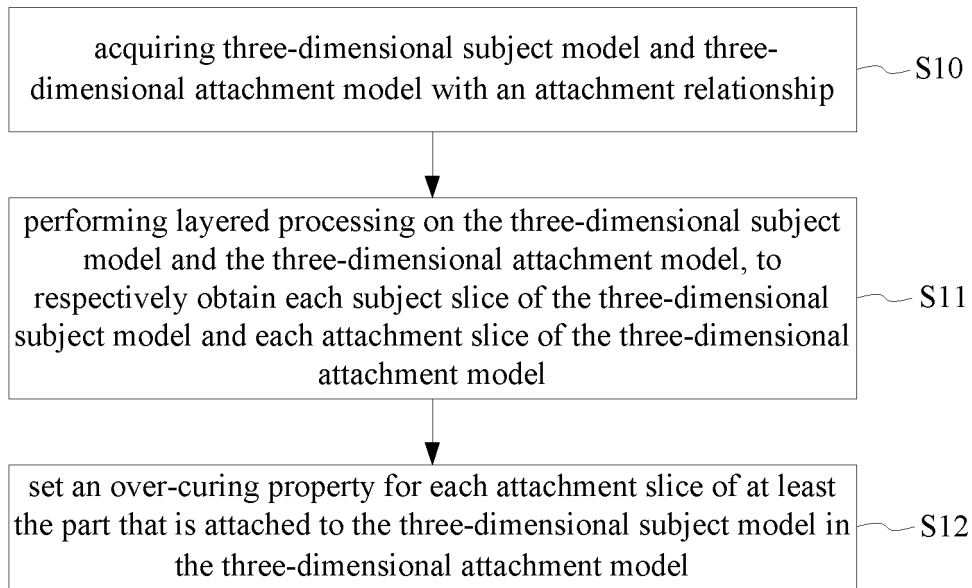 acquiring three-dimensional subject model and three-
dimensional attachment model with an attachment relationship
S10
performing layered processing on the three-dimensional subject
model and the three-dimensional attachment model, to
respectively obtain each subject slice of the three-dimensional
subject model and each attachment slice of the three-dimensional
attachment model
S11
set an over-curing property for each attachment slice of at least
the part that is attached to the three-dimensional subject model in
the three-dimensional attachment model
S12